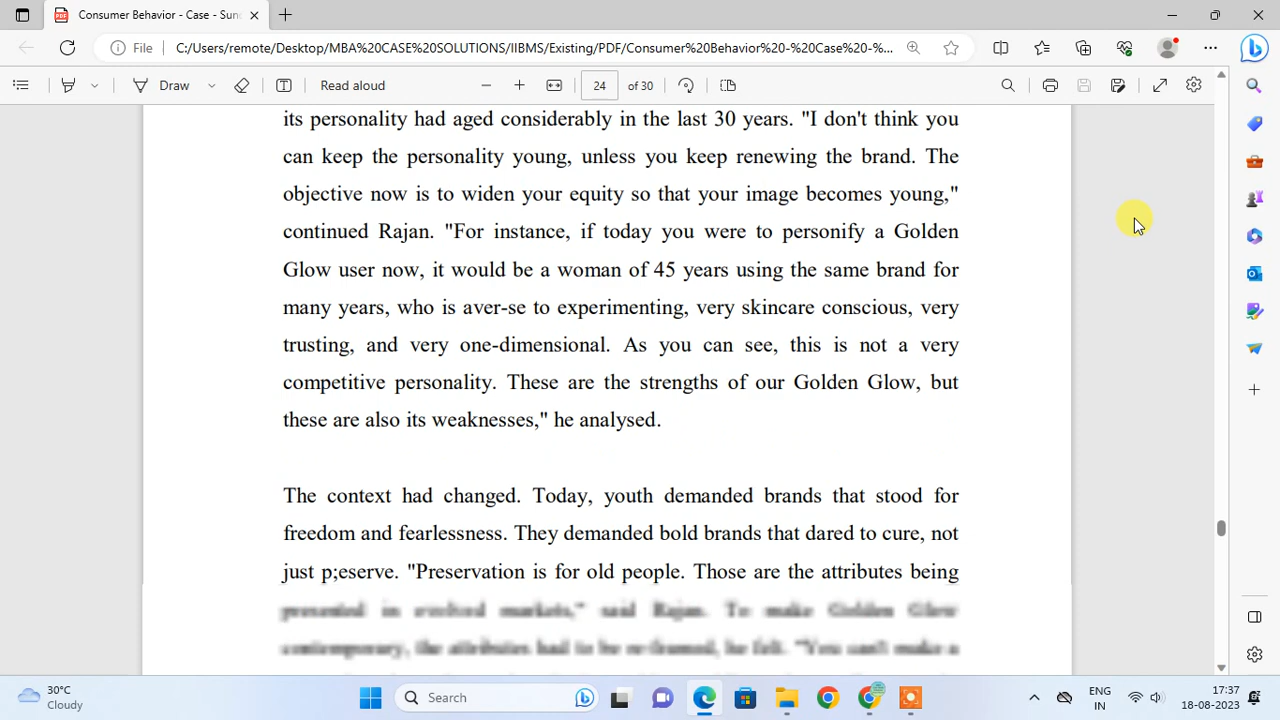 Consumer Behavior - Case - Sun
File
C:/Users/remote/Desktop/MBA%20CASE%20SOLUTIONS/IIBMS/Existing/PDF/Consumer%20Behavior%20-%20Case%20-%...
Draw
Read aloud
24
of 30
its personality had aged considerably in the last 30 years. "I don't think you
can keep the personality young, unless you keep renewing the brand. The
objective now is to widen your equity so that your image becomes young,"
continued Rajan. "For instance, if today you were to personify a Golden
Glow user now, it would be a woman of 45 years using the same brand for
many years, who is aver-se to experimenting, very skincare conscious, very
trusting, and very one-dimensional. As you can see, this is not a very
competitive personality. These are the strengths of our Golden Glow, but
these are also its weaknesses," he analysed.
The context had changed. Today, youth demanded brands that stood for
freedom and fearlessness. They demanded bold brands that dared to cure, not
just p;eserve. "Preservation is for old people. Those are the attributes being
presented in evolved markets," said Rajan. To make Golden Glow
contemporary, the attributes had to be re-framed, he felt. "You can't make a
30°C
Cloudy
Search
ENG
IN
17:37
18-08-2023